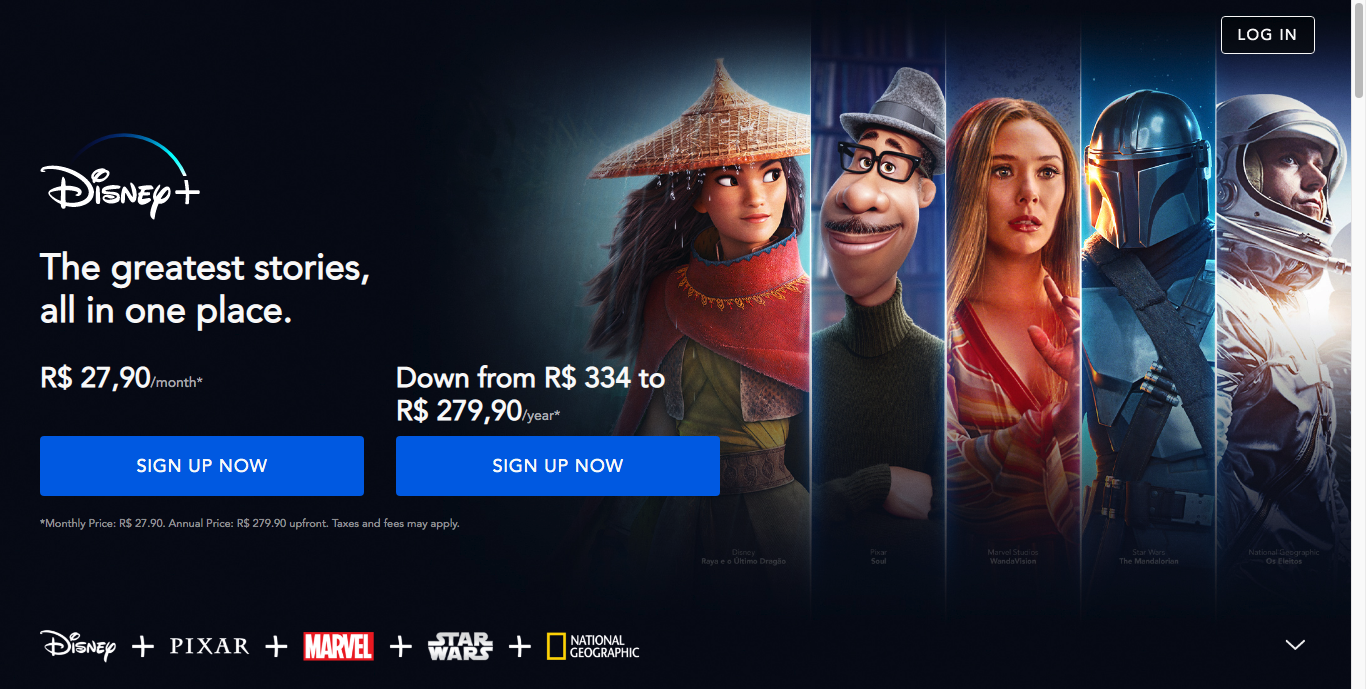 LOG IN
Disney+
The greatest stories,
all in one place.
R$ 27,90/month*
Down from R$ 334 to
R$ 279,90/year*
SIGN UP NOW
SIGN UP NOW
*Monthly Price: R$ 27.90. Annual Price: R$ 279.90 upfront. Taxes and fees may apply.
Disney
Raya e o Último Dragão
Pixar
Soul
Marvel Studios
WandaVision
Star Wars
The Mandalorian
National Geographic
Os Eleitos
Disney + PIXAR + MARVEL + STAR WARS + NATIONAL GEOGRAPHIC